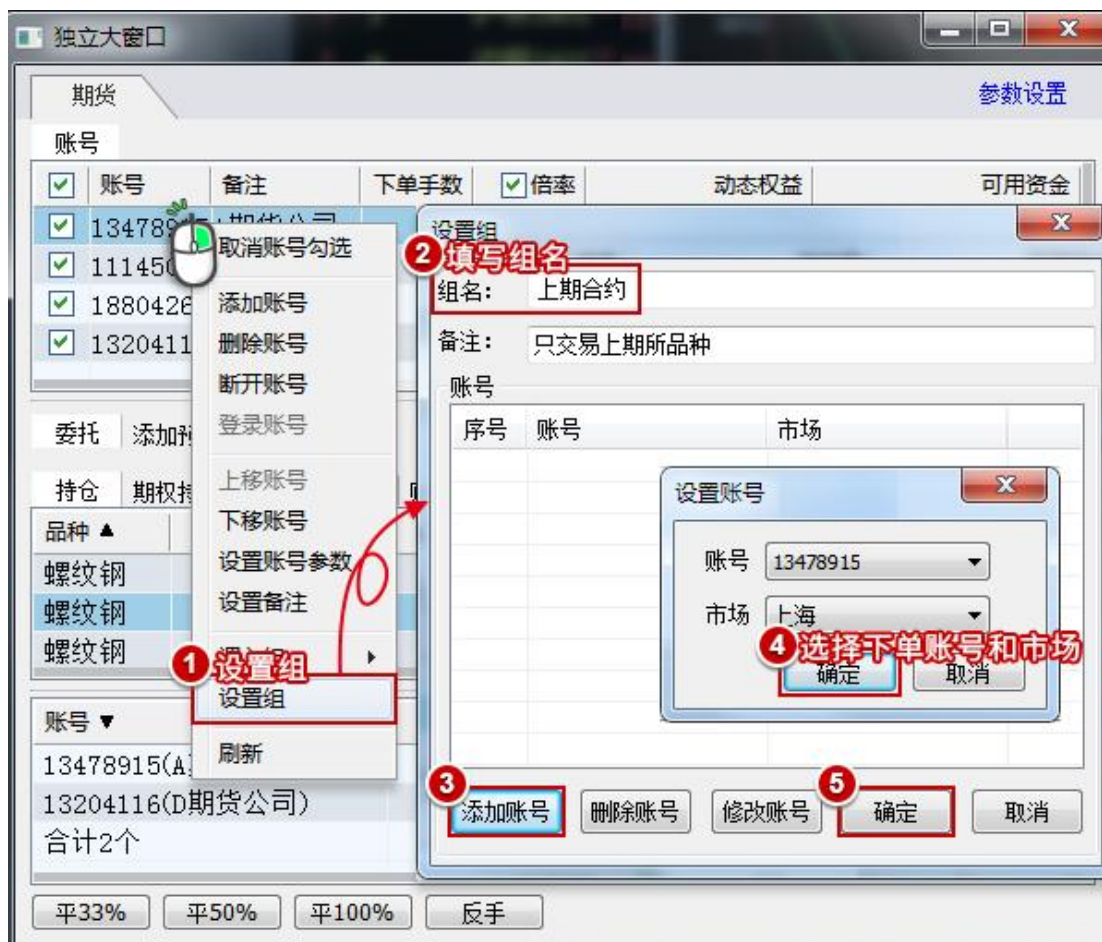 独立大窗口
期货
参数设置
账号
账号 备注 下单手数 倍率 动态权益 可用资金
134789
111450
1880426
1320411
取消账号勾选
添加账号
删除账号
断开账号
登录账号
上移账号
下移账号
设置账号参数
设置备注
1 设置组
设置组
刷新
设置组
2 填写组名
组名: 上期合约
备注: 只交易上期所品种
账号
序号 账号 市场
设置账号
账号 13478915
市场 上海
4 选择下单账号和市场
确定 取消
3 5
添加账号 删除账号 修改账号 确定 取消
委托 添加
持仓 期权持
品种 ▲
螺纹钢
螺纹钢
螺纹钢
账号 ▼
13478915(A
13204116(D期货公司)
合计2个
平33% 平50% 平100% 反手